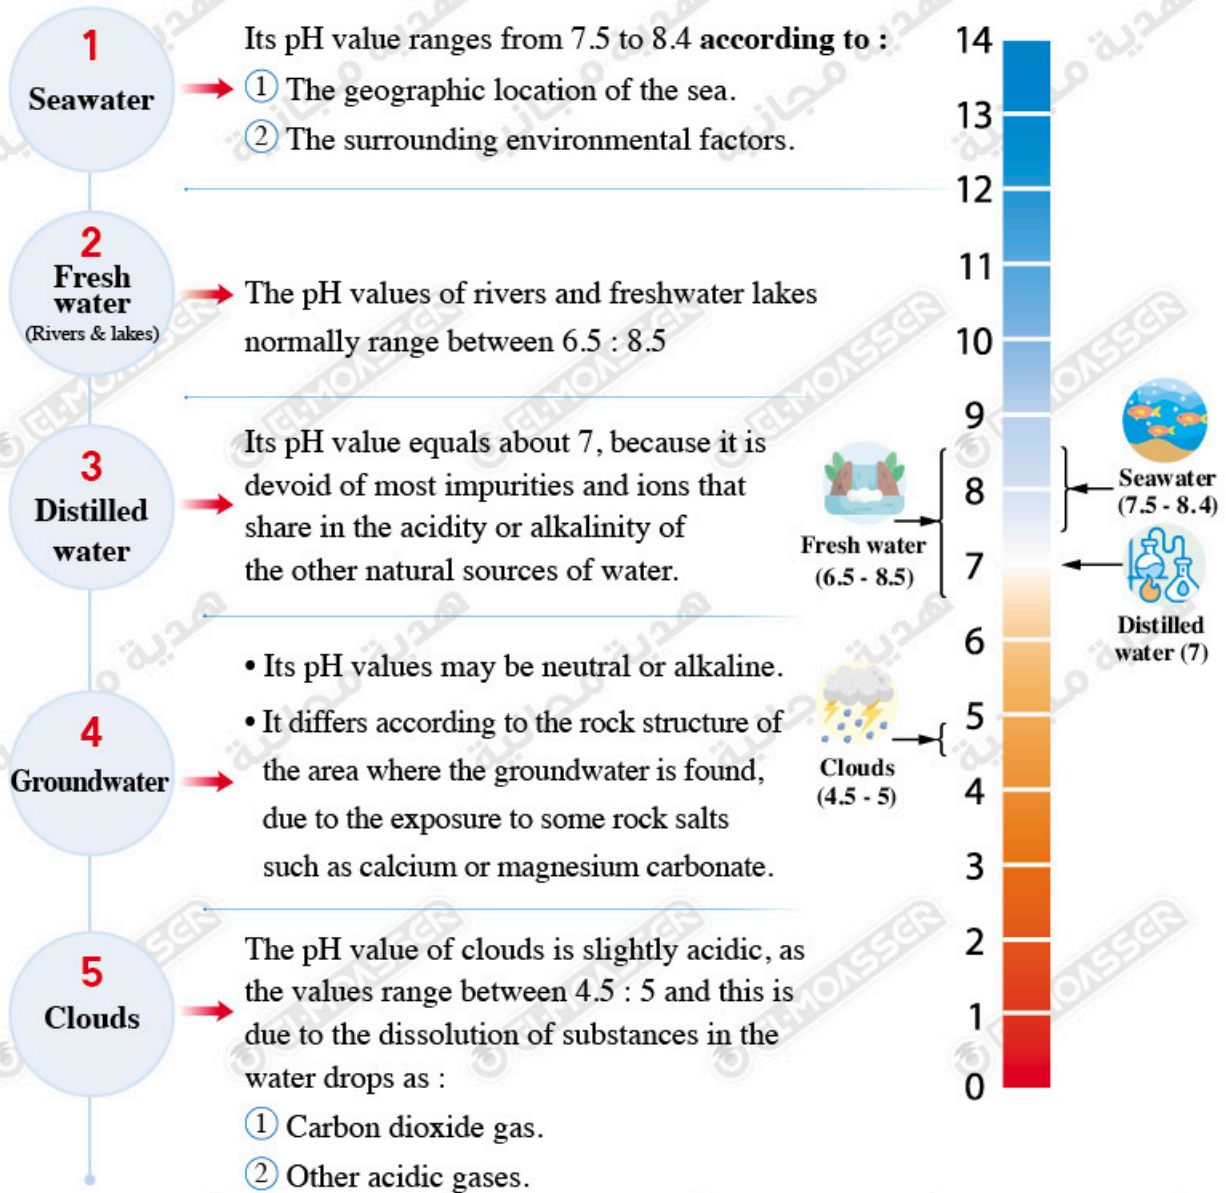 1
Seawater
Its pH value ranges from 7.5 to 8.4 according to :
① The geographic location of the sea.
② The surrounding environmental factors.
2
Fresh
water
(Rivers & lakes)
The pH values of rivers and freshwater lakes
normally range between 6.5 : 8.5
3
Distilled
water
Its pH value equals about 7, because it is
devoid of most impurities and ions that
share in the acidity or alkalinity of
the other natural sources of water.
4
Groundwater
• Its pH values may be neutral or alkaline.
• It differs according to the rock structure of
the area where the groundwater is found,
due to the exposure to some rock salts
such as calcium or magnesium carbonate.
5
Clouds
The pH value of clouds is slightly acidic, as
the values range between 4.5 : 5 and this is
due to the dissolution of substances in the
water drops as :
① Carbon dioxide gas.
② Other acidic gases.
14
13
12
11
10
9
8
7
6
5
4
3
2
1
0
Fresh water
(6.5 - 8.5)
Clouds
(4.5 - 5)
Seawater
(7.5 - 8.4)
Distilled
water (7)
هدية مجانية
EL-MOASSER